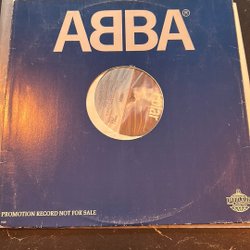 ABBA®
PROMOTION RECORD NOT FOR SALE